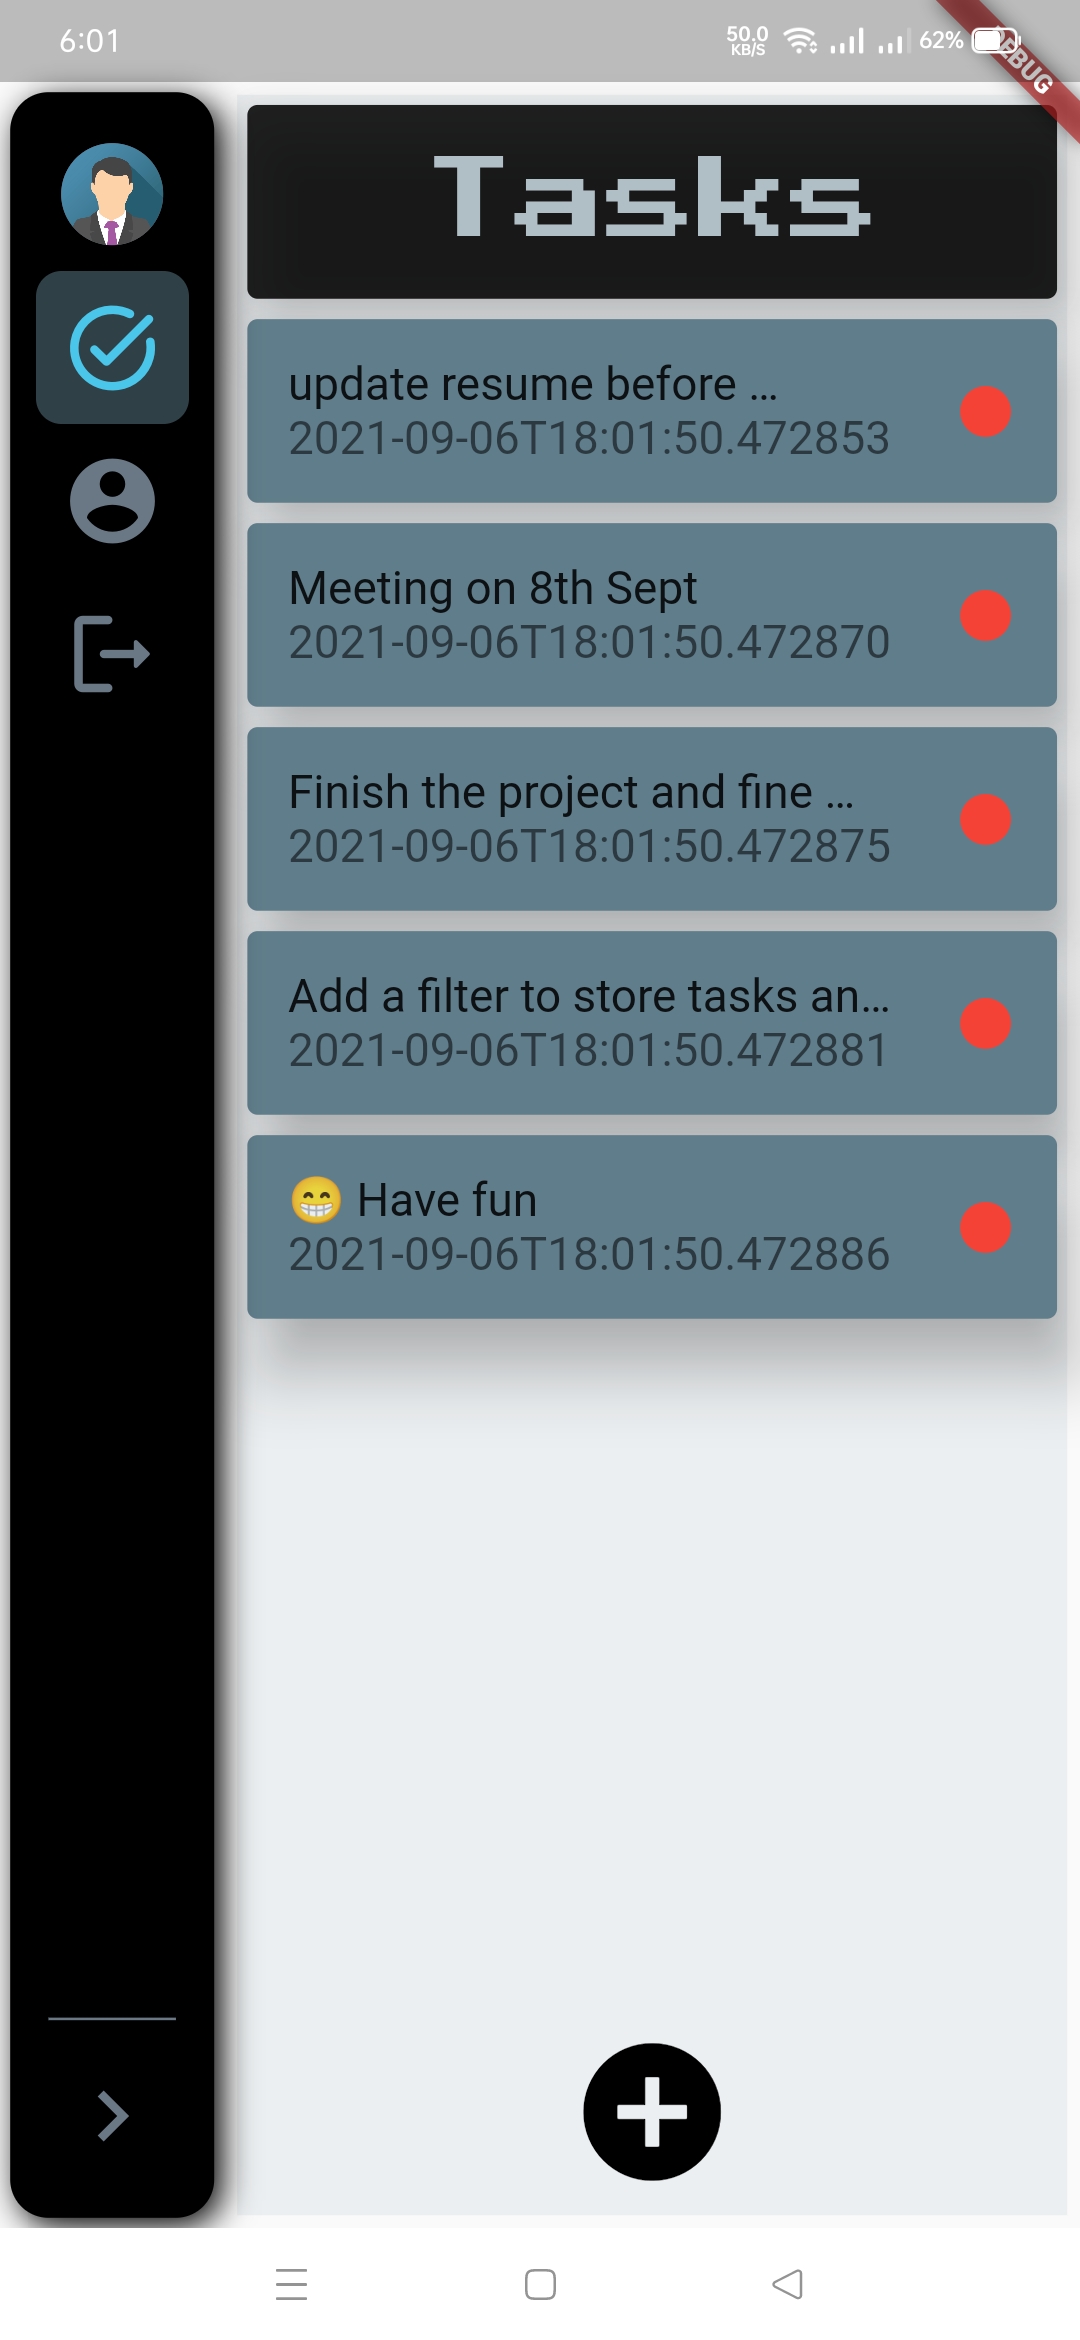 6:01
50.0
KB/S
62%
DEBUG
Tasks
update resume before ...
2021-09-06T18:01:50.472853
Meeting on 8th Sept
2021-09-06T18:01:50.472870
Finish the project and fine ...
2021-09-06T18:01:50.472875
Add a filter to store tasks an...
2021-09-06T18:01:50.472881
😁 Have fun
2021-09-06T18:01:50.472886